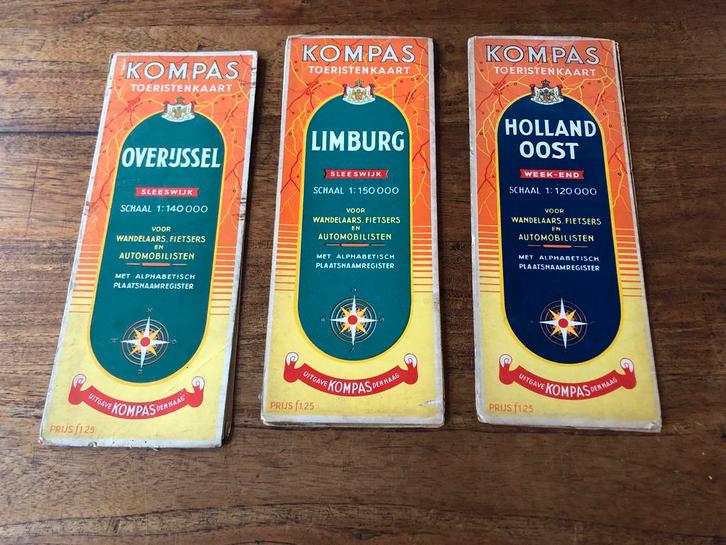 KOMPAS
TOERISTENKAART
OVERIJSSEL
SLEESWIJK
SCHAAL 1:140 000
VOOR
WANDELAARS, FIETSERS
EN
AUTOMOBILISTEN
MET ALPHABETISCH
PLAATSNAAMREGISTER
UITGAVE KOMPAS DEN HAAG
PRIJS f 1.25
KOMPAS
TOERISTENKAART
LIMBURG
SLEESWIJK
SCHAAL 1:150 000
VOOR
WANDELAARS, FIETSERS
EN
AUTOMOBILISTEN
MET ALPHABETISCH
PLAATSNAAMREGISTER
UITGAVE KOMPAS DEN HAAG
PRIJS f 1.25
KOMPAS
TOERISTENKAART
HOLLAND
OOST
WEEK-END
SCHAAL 1:120 000
VOOR
WANDELAARS, FIETSERS
EN
AUTOMOBILISTEN
MET ALPHABETISCH
PLAATSNAAMREGISTER
UITGAVE KOMPAS DEN HAAG
PRIJS f 1.25